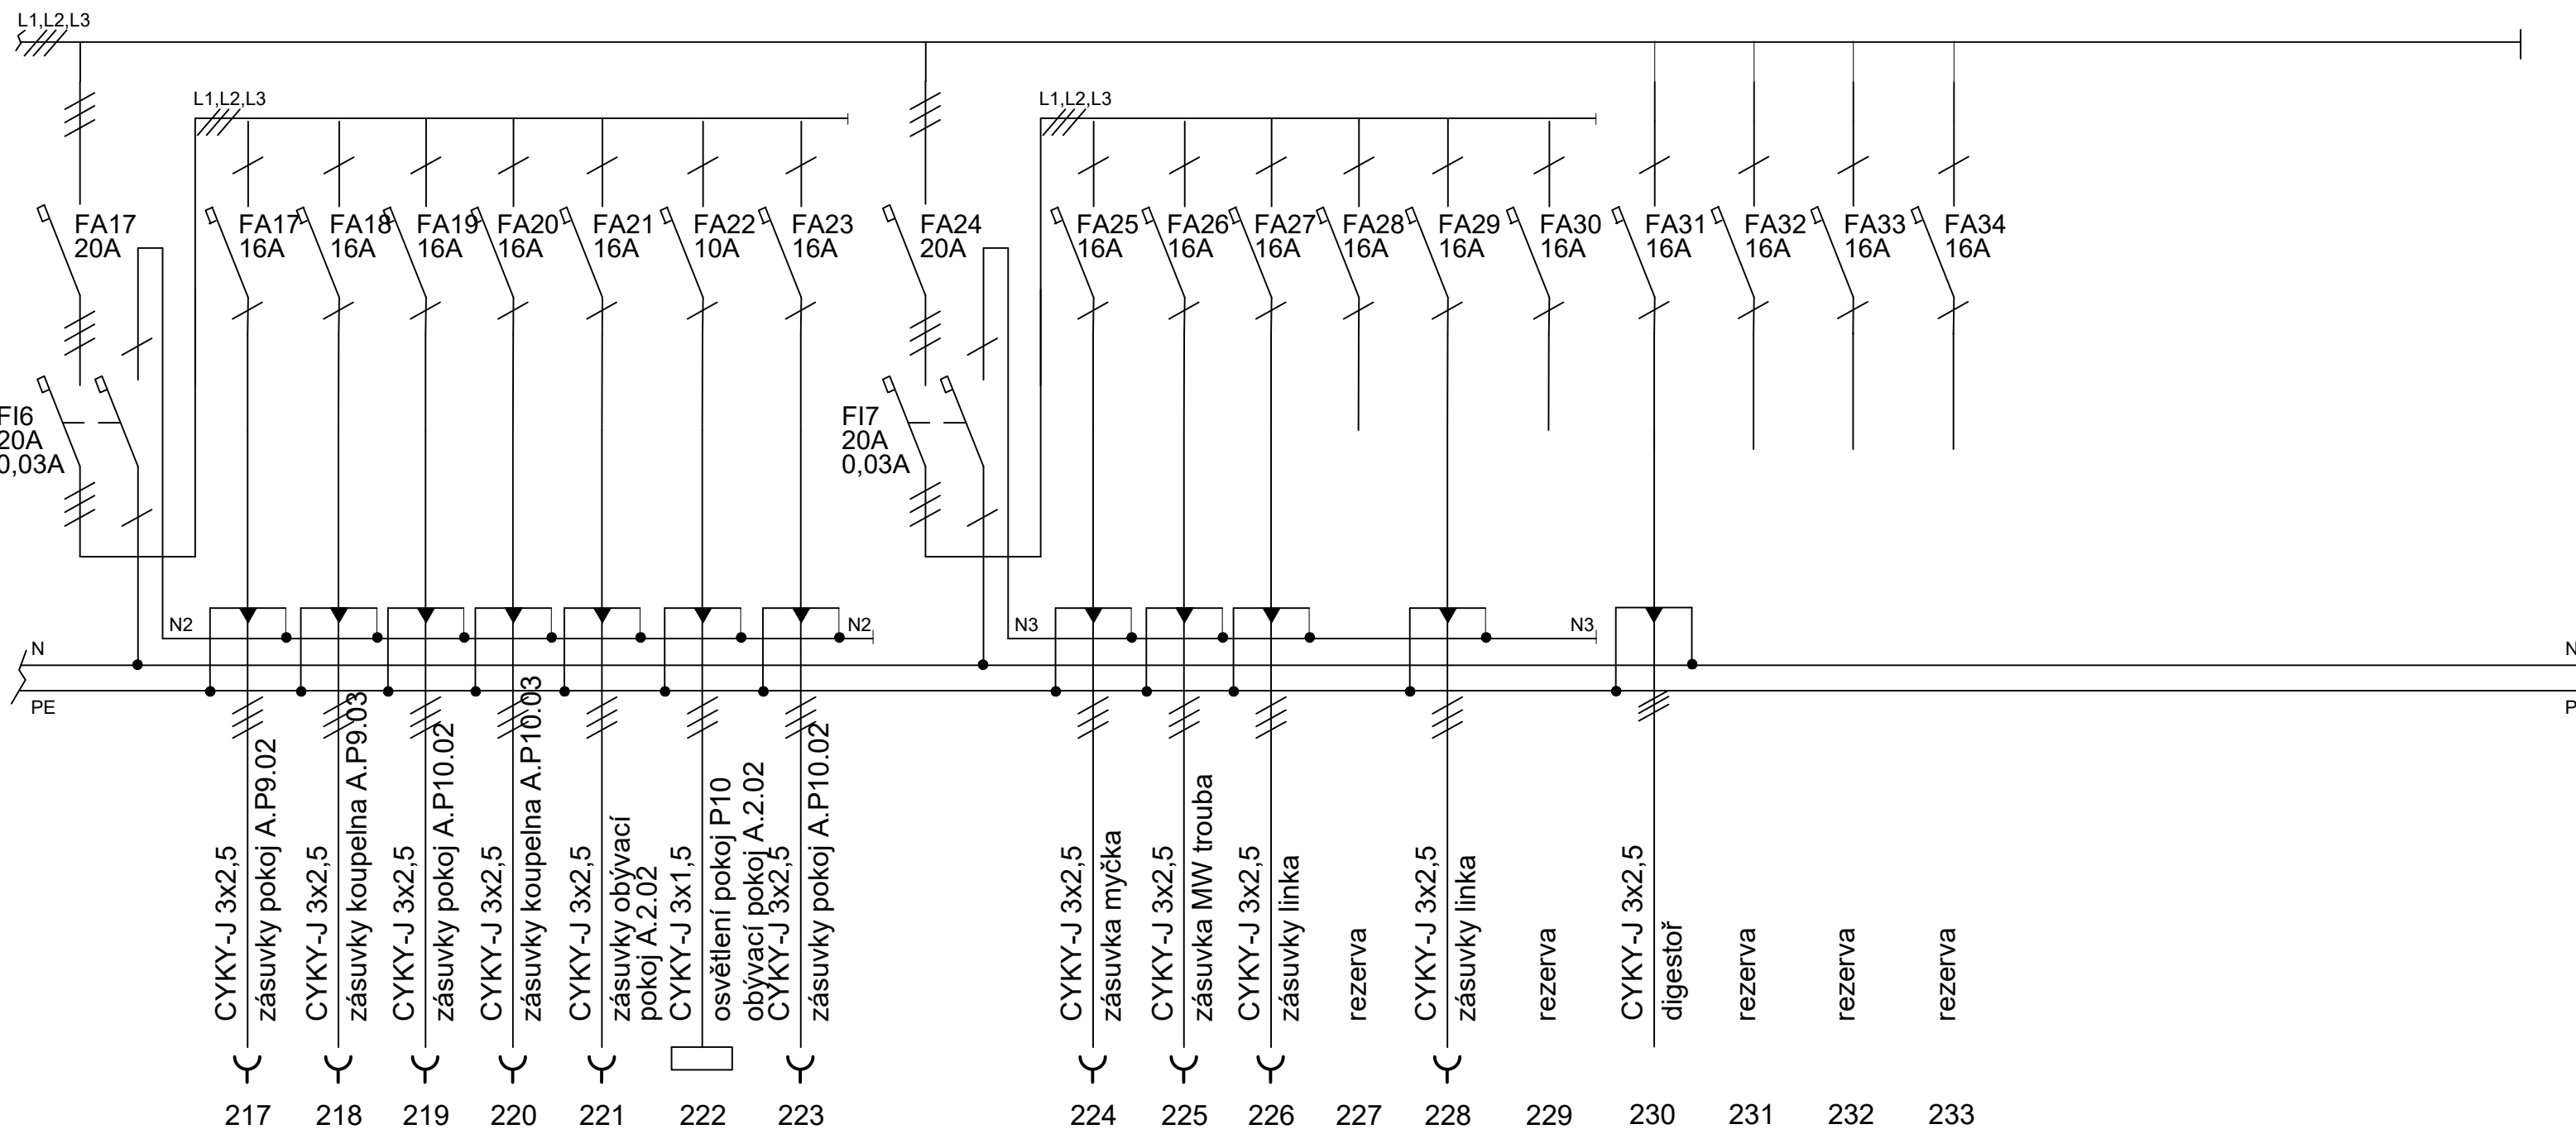 L1,L2,L3
L1,L2,L3
L1,L2,L3
FA17
20A
FA17
16A
FA18
16A
FA19
16A
FA20
16A
FA21
16A
FA22
10A
FA23
16A
FA24
20A
FA25
16A
FA26
16A
FA27
16A
FA28
16A
FA29
16A
FA30
16A
FA31
16A
FA32
16A
FA33
16A
FA34
16A
FI6
20A
0,03A
FI7
20A
0,03A
N2
N2
N3
N3
N
N
PE
P
CYKY-J 3x2,5
zásuvky pokoj A.P9.02
CYKY-J 3x2,5
zásuvky koupelna A.P9.03
CYKY-J 3x2,5
zásuvky pokoj A.P10.02
CYKY-J 3x2,5
zásuvky koupelna A.P10.03
CYKY-J 3x2,5
zásuvky obývací
pokoj A.2.02
CYKY-J 3x1,5
osvětlení pokoj P10
obývací pokoj A.2.02
CYKY-J 3x2,5
zásuvky pokoj A.P10.02
CYKY-J 3x2,5
zásuvka myčka
CYKY-J 3x2,5
zásuvka MW trouba
CYKY-J 3x2,5
zásuvky linka
rezerva
CYKY-J 3x2,5
zásuvky linka
rezerva
CYKY-J 3x2,5
digestoř
rezerva
rezerva
rezerva
217
218
219
220
221
222
223
224
225
226
227
228
229
230
231
232
233